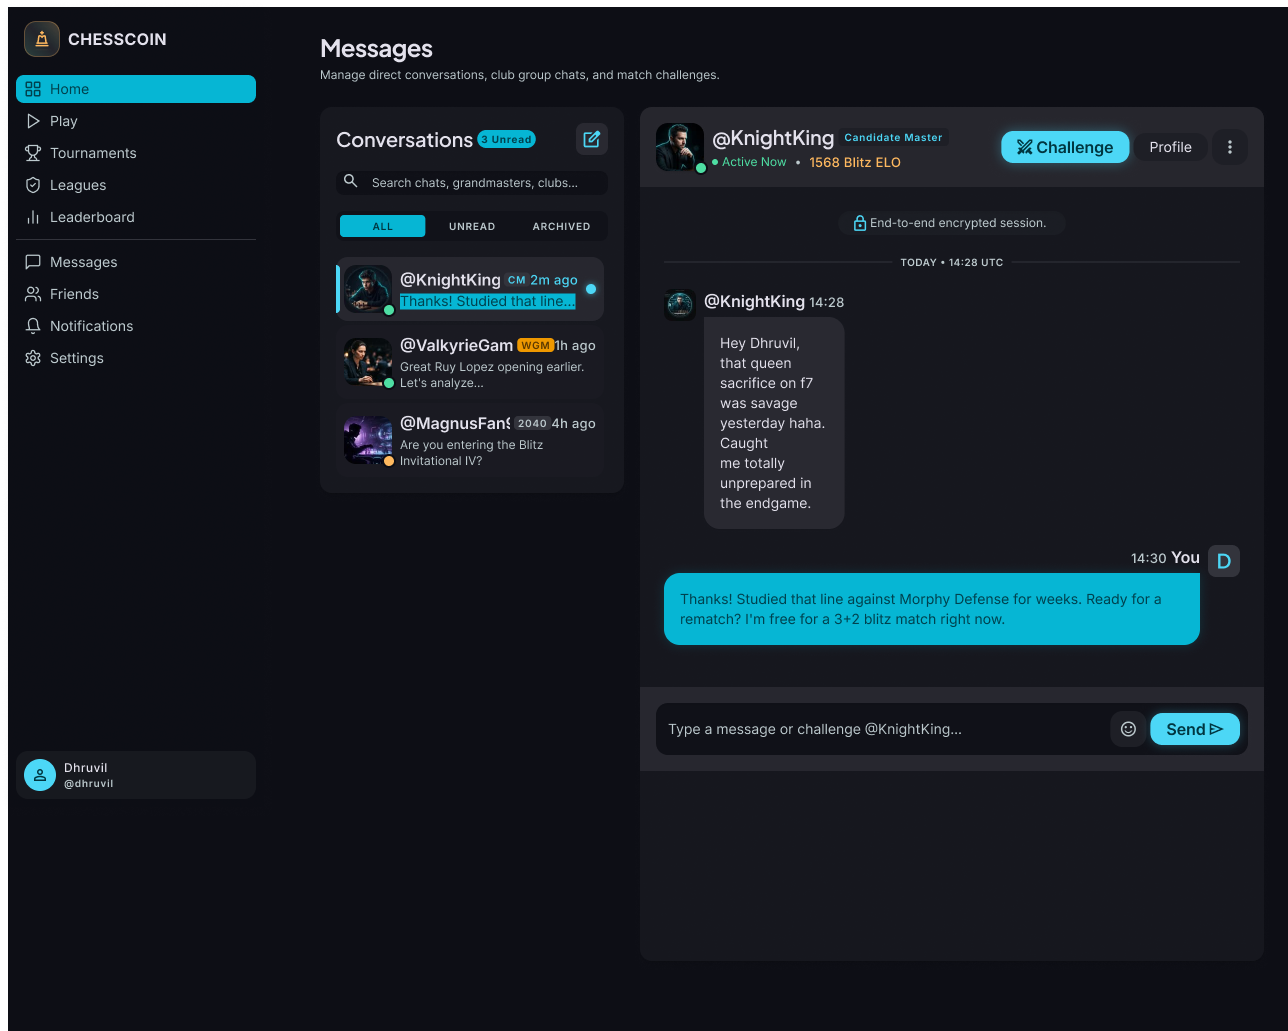 CHESSCOIN
Home
Play
Tournaments
Leagues
Leaderboard
Messages
Friends
Notifications
Settings
Dhruvil
@dhruvil
Messages
Manage direct conversations, club group chats, and match challenges.
Conversations 3 Unread
Search chats, grandmasters, clubs...
ALL UNREAD ARCHIVED
@KnightKing CM 2m ago
Thanks! Studied that line...
@ValkyrieGam WGM 1h ago
Great Ruy Lopez opening earlier.
Let's analyze...
@MagnusFan9 2040 4h ago
Are you entering the Blitz
Invitational IV?
@KnightKing Candidate Master
Active Now • 1568 Blitz ELO
Challenge Profile
End-to-end encrypted session.
TODAY • 14:28 UTC
@KnightKing 14:28
Hey Dhruvil,
that queen
sacrifice on f7
was savage
yesterday haha.
Caught
me totally
unprepared in
the endgame.
14:30 You D
Thanks! Studied that line against Morphy Defense for weeks. Ready for a
rematch? I'm free for a 3+2 blitz match right now.
Type a message or challenge @KnightKing...
Send